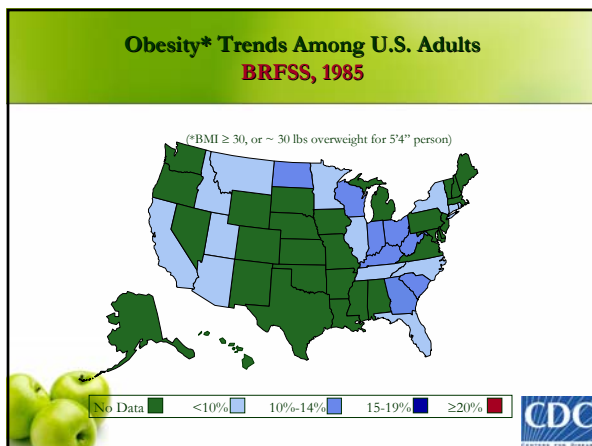 Obesity* Trends Among U.S. Adults
BRFSS, 1985
(*BMI ≥ 30, or ~ 30 lbs overweight for 5’4” person)
No Data <10% 10%-14% 15-19% ≥20%
CDC